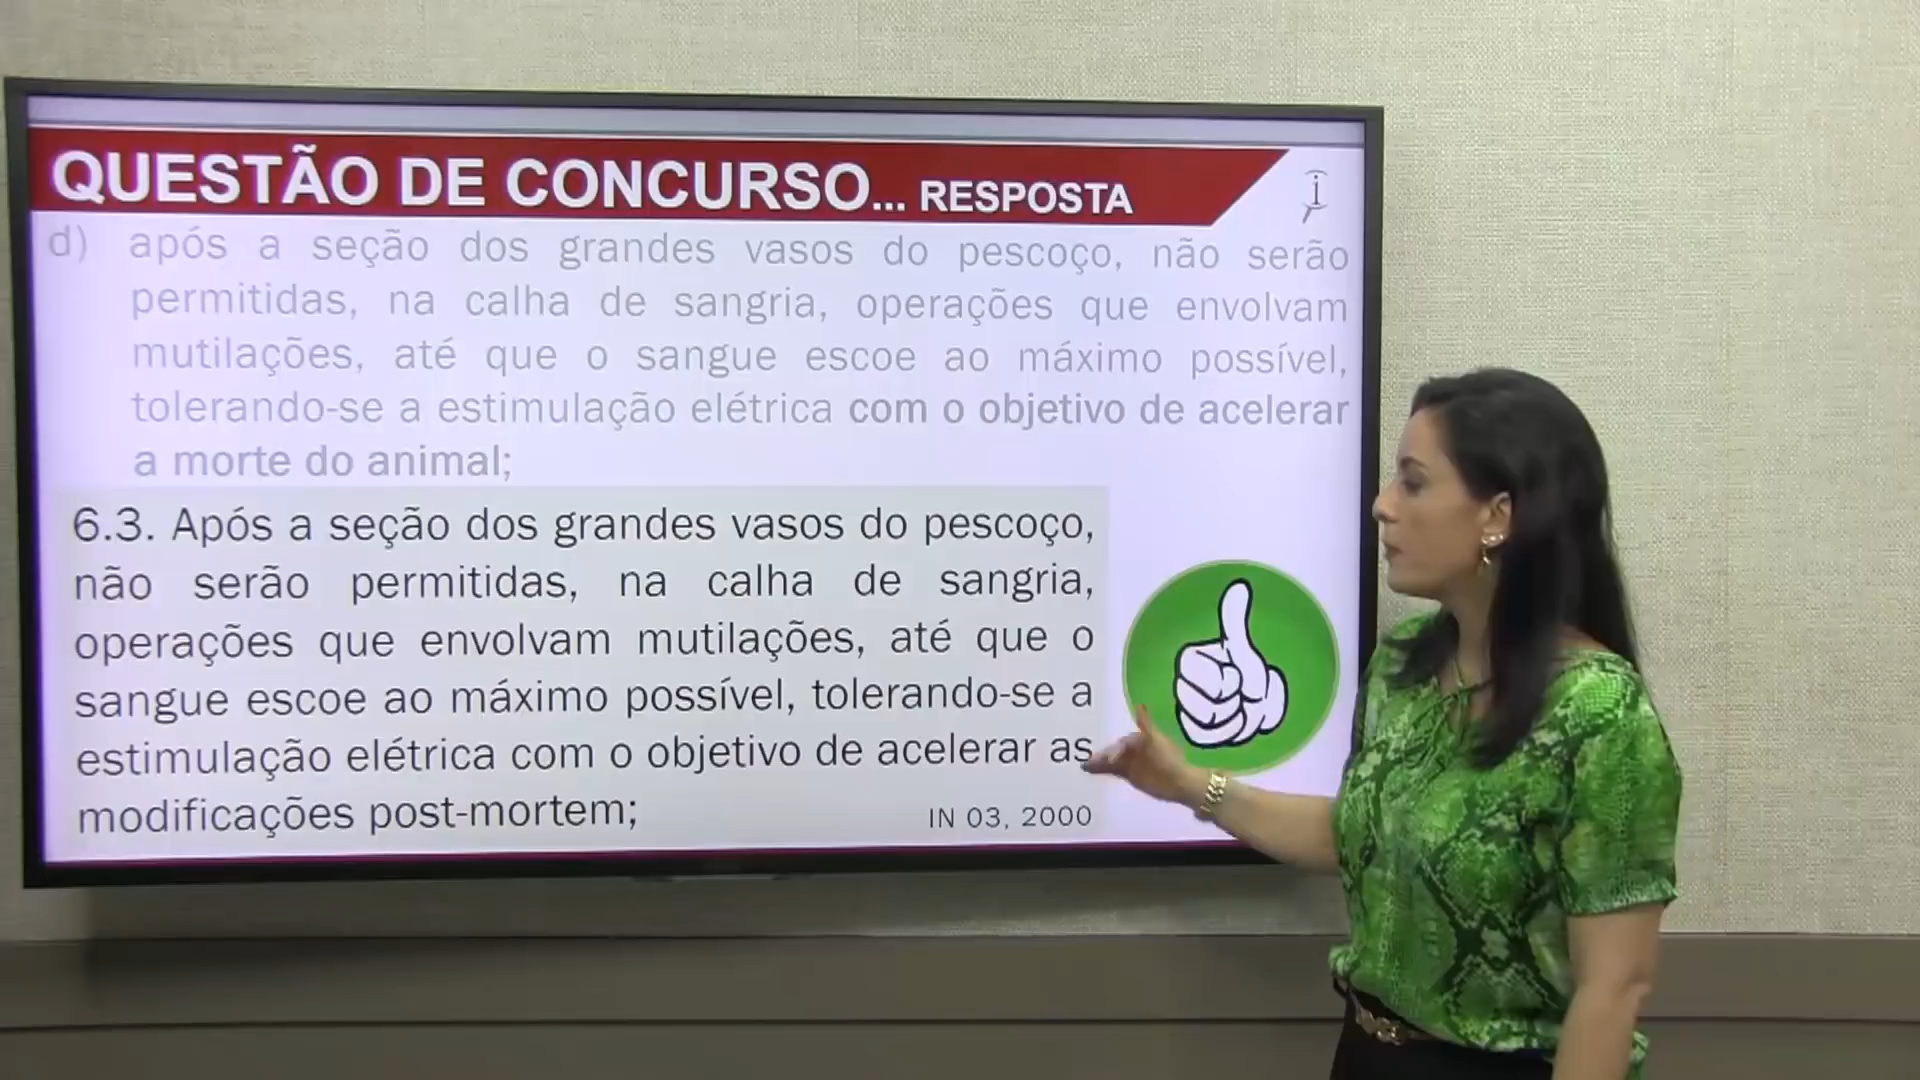 QUESTÃO DE CONCURSO... RESPOSTA
d) após a seção dos grandes vasos do pescoço, não serão
permitidas, na calha de sangria, operações que envolvam
mutilações, até que o sangue escoe ao máximo possível,
tolerando-se a estimulação elétrica com o objetivo de acelerar
a morte do animal;
6.3. Após a seção dos grandes vasos do pescoço,
não serão permitidas, na calha de sangria,
operações que envolvam mutilações, até que o
sangue escoe ao máximo possível, tolerando-se a
estimulação elétrica com o objetivo de acelerar as
modificações post-mortem;
IN 03, 2000